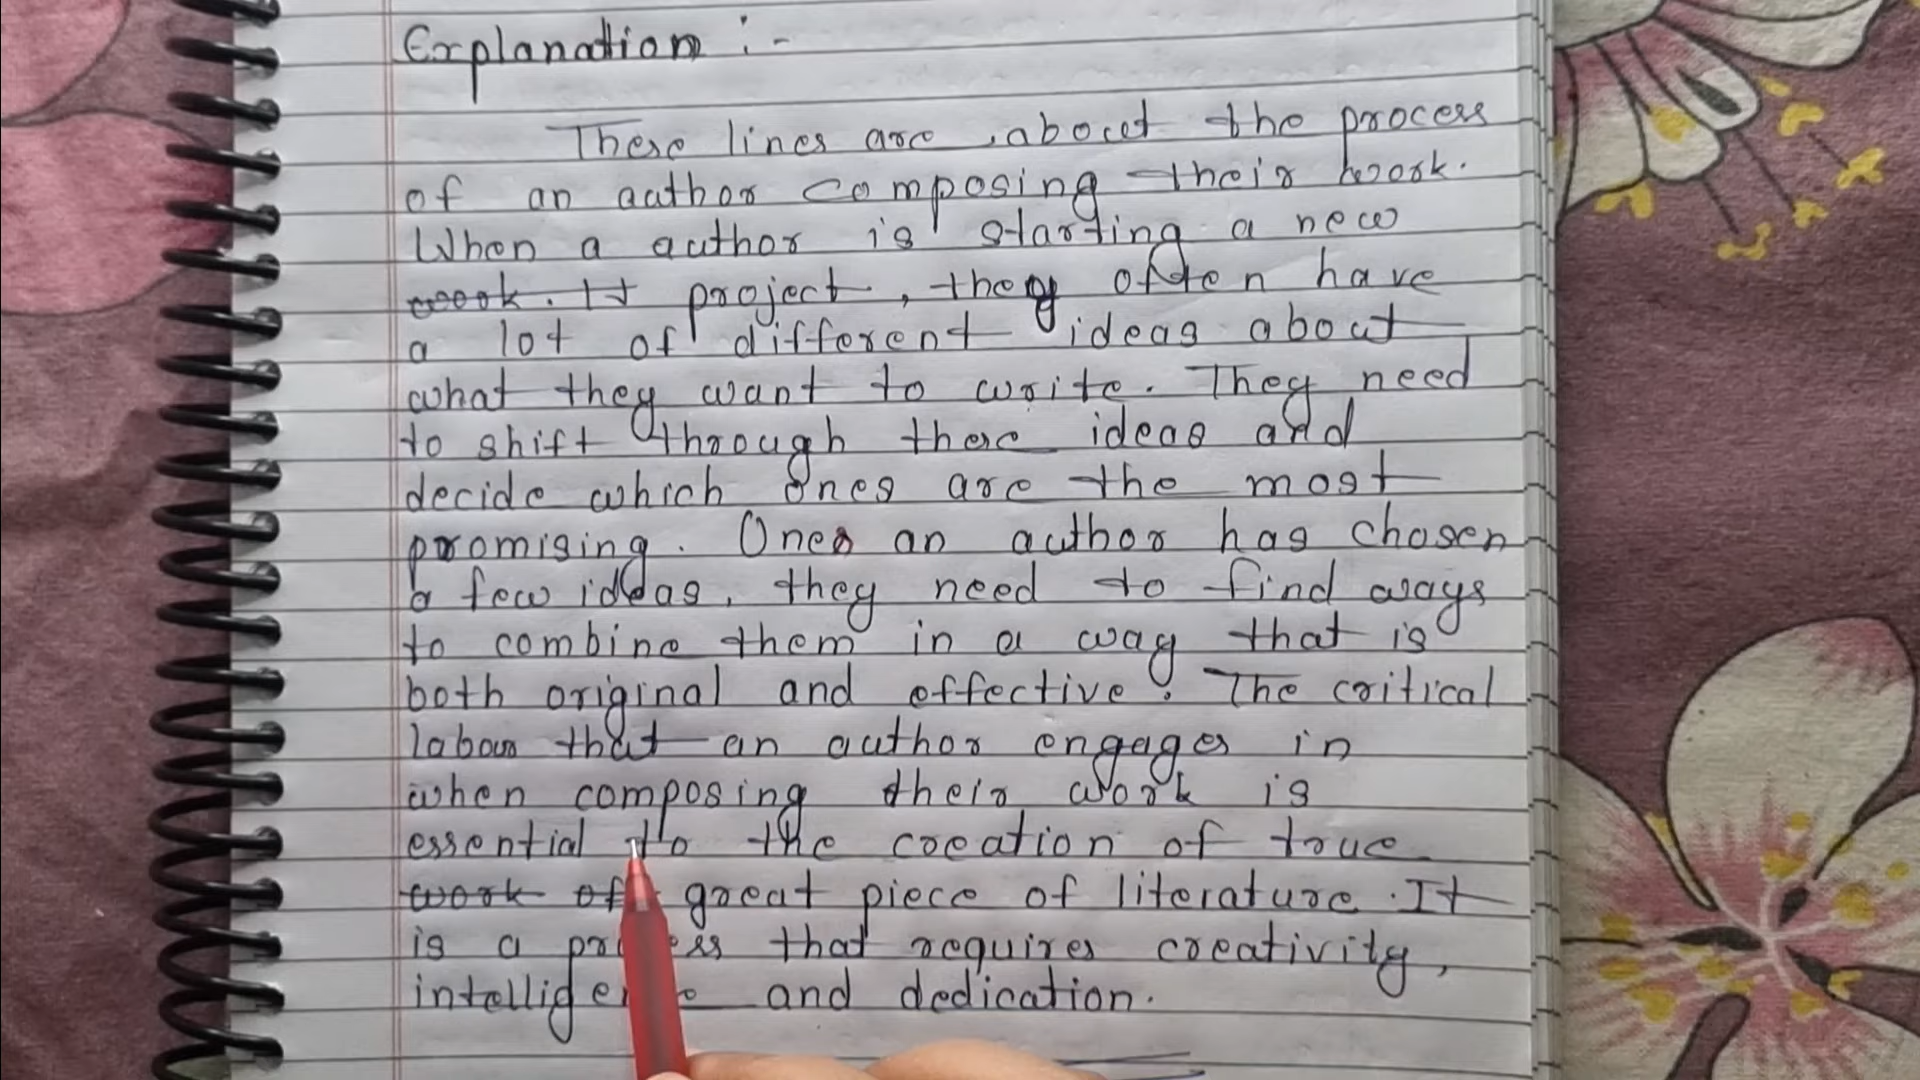 Explanation :-
These lines are about the process
of an author composing their work.
When a author is starting a new
work. It project, they often have
a lot of different ideas about
what they want to write. They need
to shift through these ideas and
decide which ones are the most
promising. Ones an author has chosen
a few ideas, they need to find ways
to combine them in a way that is
both original and effective. The critical
labour that an author engages in
when composing their work is
essential to the creation of true
work of great piece of literature. It
is a process that requires creativity,
intelligence and dedication.